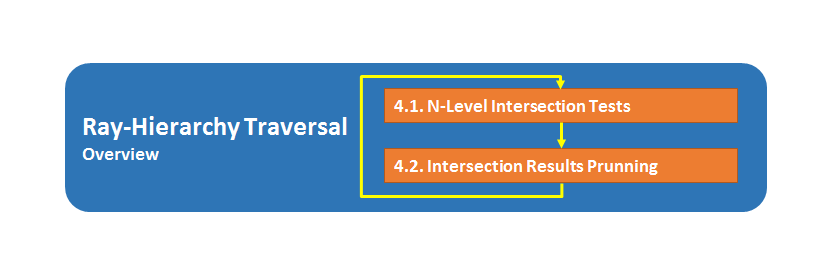 Ray-Hierarchy Traversal
Overview
4.1. N-Level Intersection Tests
4.2. Intersection Results Prunning